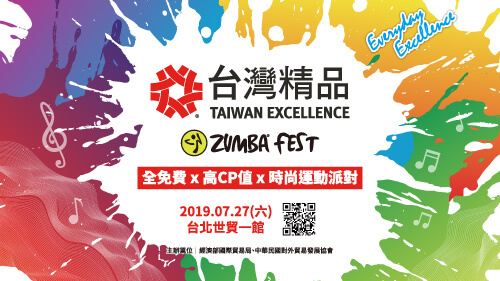 Everyday
Excellence
台灣精品
TAIWAN EXCELLENCE
ZUMBA FEST
全免費 x 高CP值 x 時尚運動派對
2019.07.27(六)
台北世貿一館
主辦單位｜經濟部國際貿易局、中華民國對外貿易發展協會